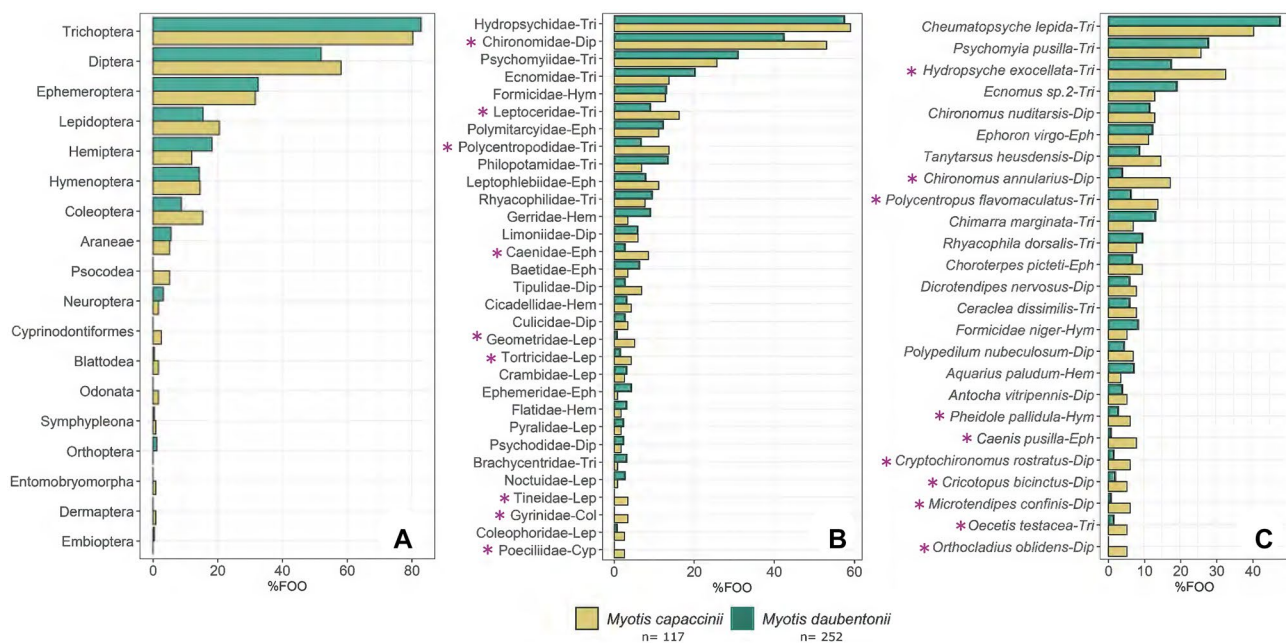 Trichoptera
Diptera
Ephemeroptera
Lepidoptera
Hemiptera
Hymenoptera
Coleoptera
Araneae
Psocodea
Neuroptera
Cyprinodontiformes
Blattodea
Odonata
Symphypleona
Orthoptera
Entomobryomorpha
Dermaptera
Embioptera
A
0 20 40 60 80
%FOO
Hydropsychidae-Tri
* Chironomidae-Dip
Psychomyiidae-Tri
Ecnomidae-Tri
Formicidae-Hym
* Leptoceridae-Tri
Polymitarcyidae-Eph
* Polycentropodidae-Tri
Philopotamidae-Tri
Leptophlebiidae-Eph
Rhyacophilidae-Tri
Gerridae-Hem
Limoniidae-Dip
* Caenidae-Eph
Baetidae-Eph
Tipulidae-Dip
Cicadellidae-Hem
Culicidae-Dip
* Geometridae-Lep
* Tortricidae-Lep
Crambidae-Lep
Ephemeridae-Eph
Flatidae-Hem
Pyralidae-Lep
Psychodidae-Dip
Brachycentridae-Tri
Noctuidae-Lep
* Tineidae-Lep
* Gyrinidae-Col
Coleophoridae-Lep
* Poeciliidae-Cyp
B
0 20 40 60
%FOO
Cheumatopsyche lepida-Tri
Psychomyia pusilla-Tri
* Hydropsyche exocellata-Tri
Ecnomus sp.2-Tri
Chironomus nuditarsis-Dip
Ephoron virgo-Eph
Tanytarsus heusdensis-Dip
* Chironomus annularius-Dip
* Polycentropus flavomaculatus-Tri
Chimarra marginata-Tri
Rhyacophila dorsalis-Tri
Choroterpes picteti-Eph
Dicrotendipes nervosus-Dip
Ceraclea dissimilis-Tri
Formicidae niger-Hym
Polypedilum nubeculosum-Dip
Aquarius paludum-Hem
Antocha vitripennis-Dip
* Pheidole pallidula-Hym
* Caenis pusilla-Eph
* Cryptochironomus rostratus-Dip
* Cricotopus bicinctus-Dip
* Microtendipes confinis-Dip
* Oecetis testacea-Tri
* Orthocladius oblidens-Dip
C
0 10 20 30 40
%FOO
Myotis capaccinii Myotis daubentonii
n= 117 n= 252